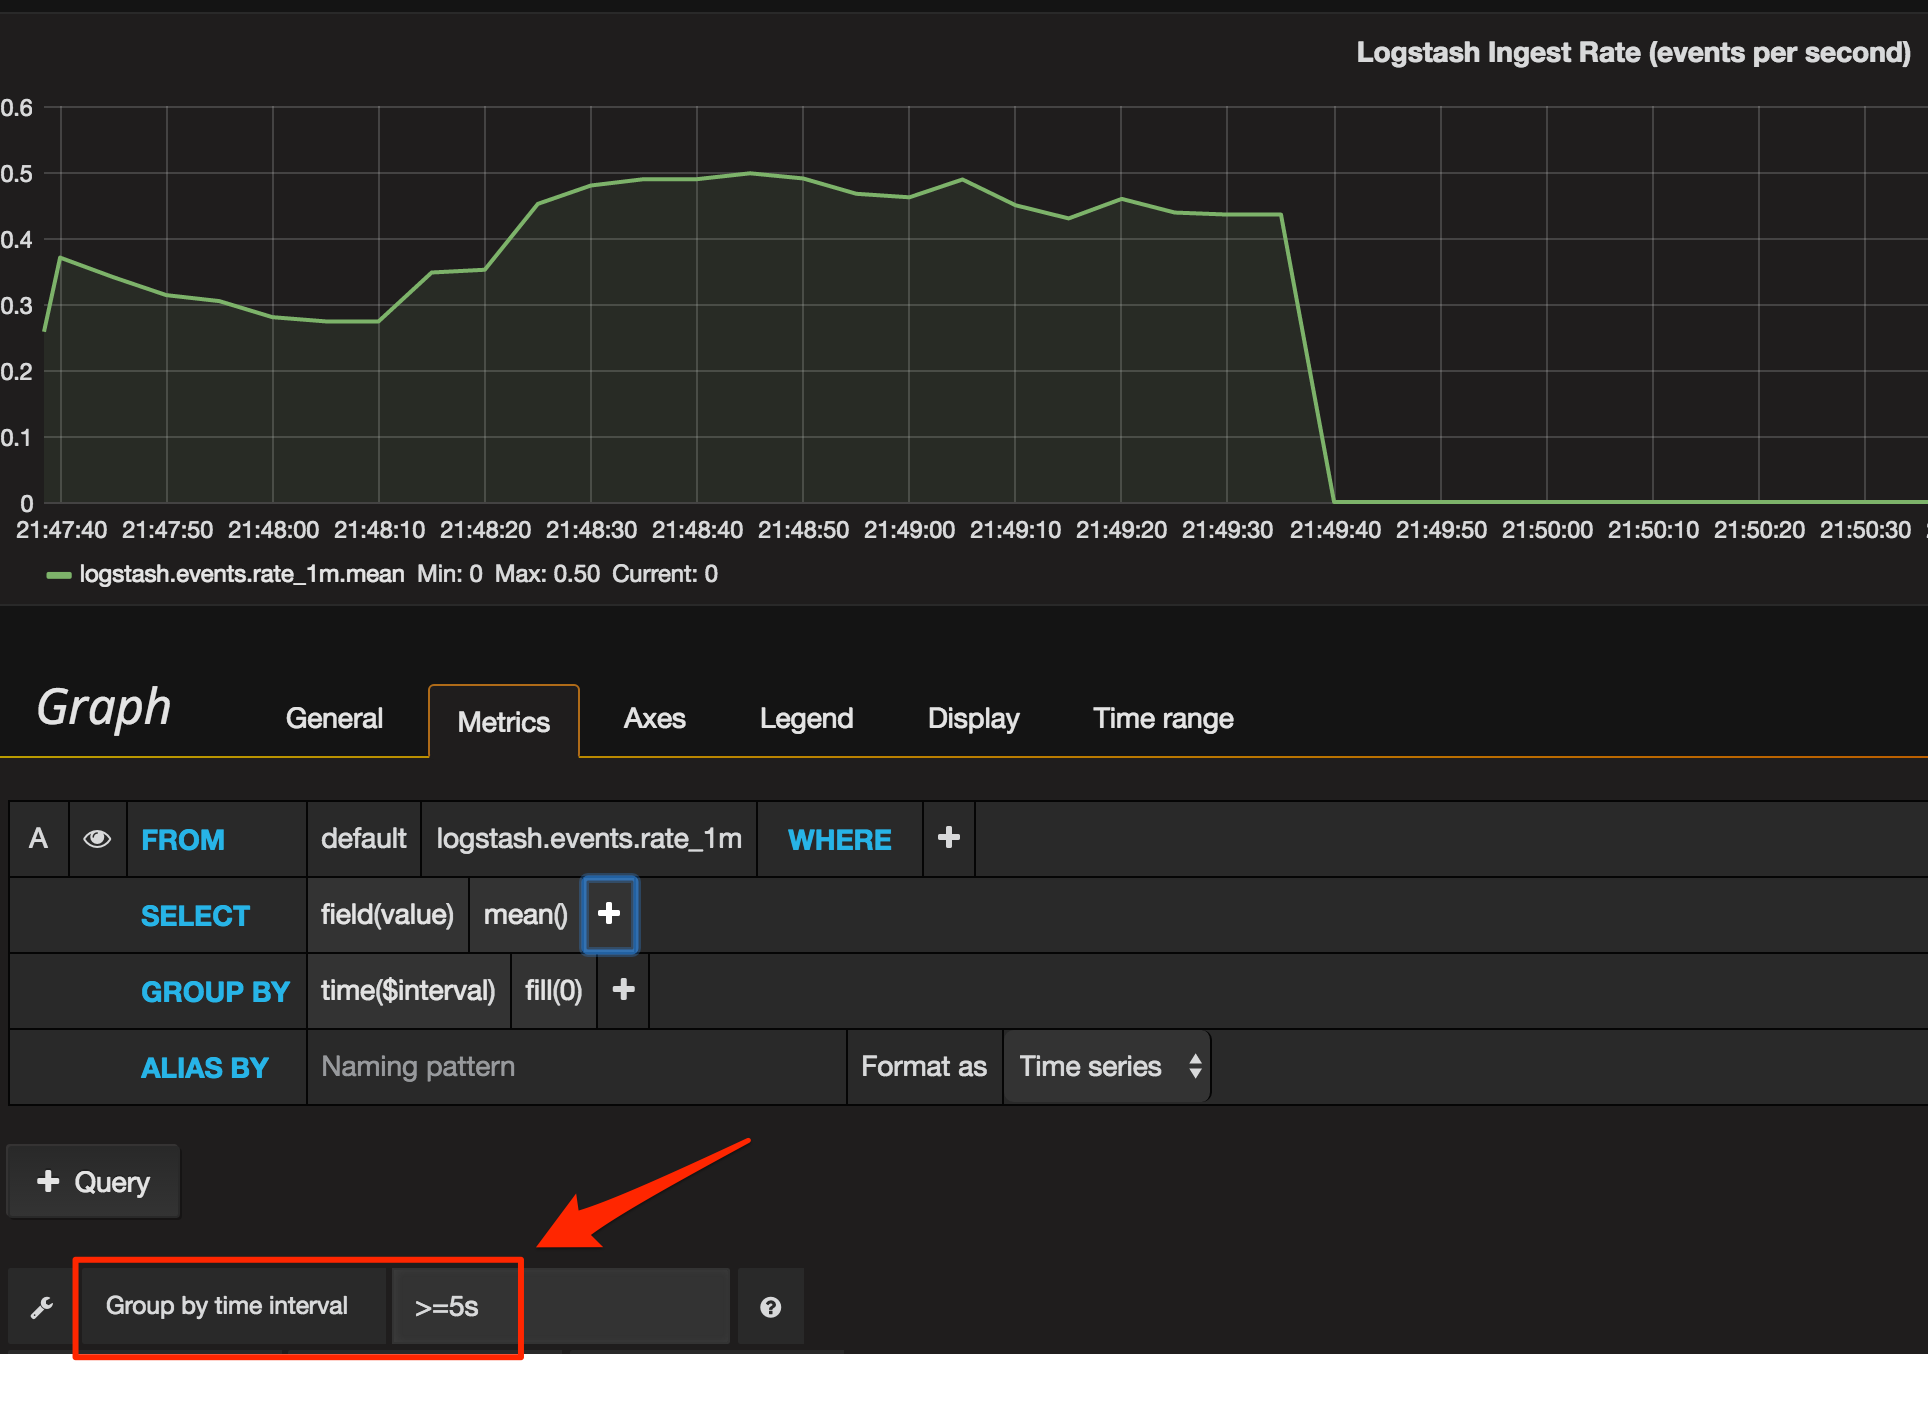 Logstash Ingest Rate (events per second)
0.6
0.5
0.4
0.3
0.2
0.1
0
21:47:40 21:47:50 21:48:00 21:48:10 21:48:20 21:48:30 21:48:40 21:48:50 21:49:00 21:49:10 21:49:20 21:49:30 21:49:40 21:49:50 21:50:00 21:50:10 21:50:20 21:50:30
logstash.events.rate_1m.mean Min: 0 Max: 0.50 Current: 0
Graph General Metrics Axes Legend Display Time range
A FROM default logstash.events.rate_1m WHERE +
SELECT field(value) mean() +
GROUP BY time($interval) fill(0) +
ALIAS BY Naming pattern Format as Time series
+ Query
Group by time interval >=5s ?